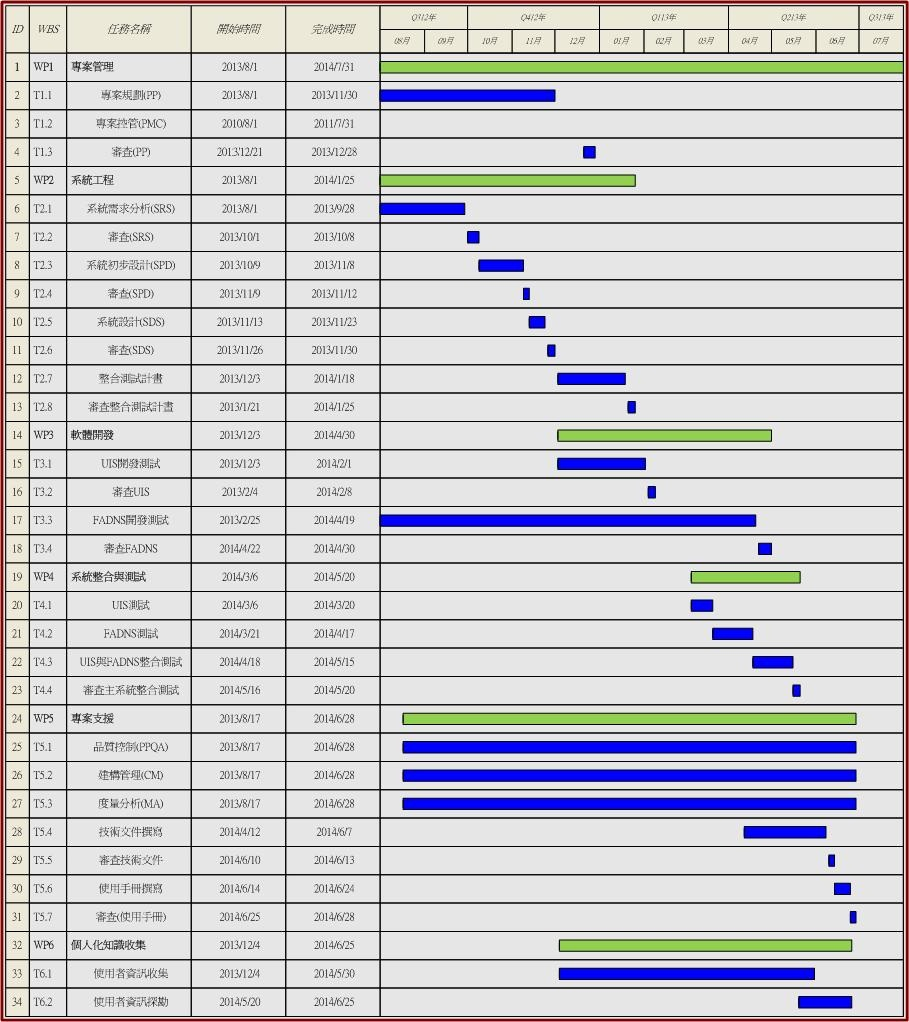 ID WBS 任務名稱 開始時間 完成時間 Q312年 Q412年 Q113年 Q213年 Q313年
08月 09月 10月 11月 12月 01月 02月 03月 04月 05月 06月 07月
1 WP1 專案管理 2013/8/1 2014/7/31
2 T1.1 專案規劃(PP) 2013/8/1 2013/11/30
3 T1.2 專案控管(PMC) 2010/8/1 2011/7/31
4 T1.3 審查(PP) 2013/12/21 2013/12/28
5 WP2 系統工程 2013/8/1 2014/1/25
6 T2.1 系統需求分析(SRS) 2013/8/1 2013/9/28
7 T2.2 審查(SRS) 2013/10/1 2013/10/8
8 T2.3 系統初步設計(SPD) 2013/10/9 2013/11/8
9 T2.4 審查(SPD) 2013/11/9 2013/11/12
10 T2.5 系統設計(SDS) 2013/11/13 2013/11/23
11 T2.6 審查(SDS) 2013/11/26 2013/11/30
12 T2.7 整合測試計畫 2013/12/3 2014/1/18
13 T2.8 審查整合測試計畫 2013/1/21 2014/1/25
14 WP3 軟體開發 2013/12/3 2014/4/30
15 T3.1 UIS開發測試 2013/12/3 2014/2/1
16 T3.2 審查UIS 2013/2/4 2014/2/8
17 T3.3 FADNS開發測試 2013/2/25 2014/4/19
18 T3.4 審查FADNS 2014/4/22 2014/4/30
19 WP4 系統整合與測試 2014/3/6 2014/5/20
20 T4.1 UIS測試 2014/3/6 2014/3/20
21 T4.2 FADNS測試 2014/3/21 2014/4/17
22 T4.3 UIS與FADNS整合測試 2014/4/18 2014/5/15
23 T4.4 審查主系統整合測試 2014/5/16 2014/5/20
24 WP5 專案支援 2013/8/17 2014/6/28
25 T5.1 品質控制(PPQA) 2013/8/17 2014/6/28
26 T5.2 建構管理(CM) 2013/8/17 2014/6/28
27 T5.3 度量分析(MA) 2013/8/17 2014/6/28
28 T5.4 技術文件撰寫 2014/4/12 2014/6/7
29 T5.5 審查技術文件 2014/6/10 2014/6/13
30 T5.6 使用手冊撰寫 2014/6/14 2014/6/24
31 T5.7 審查(使用手冊) 2014/6/25 2014/6/28
32 WP6 個人化知識收集 2013/12/4 2014/6/25
33 T6.1 使用者資訊收集 2013/12/4 2014/5/30
34 T6.2 使用者資訊探勘 2014/5/20 2014/6/25